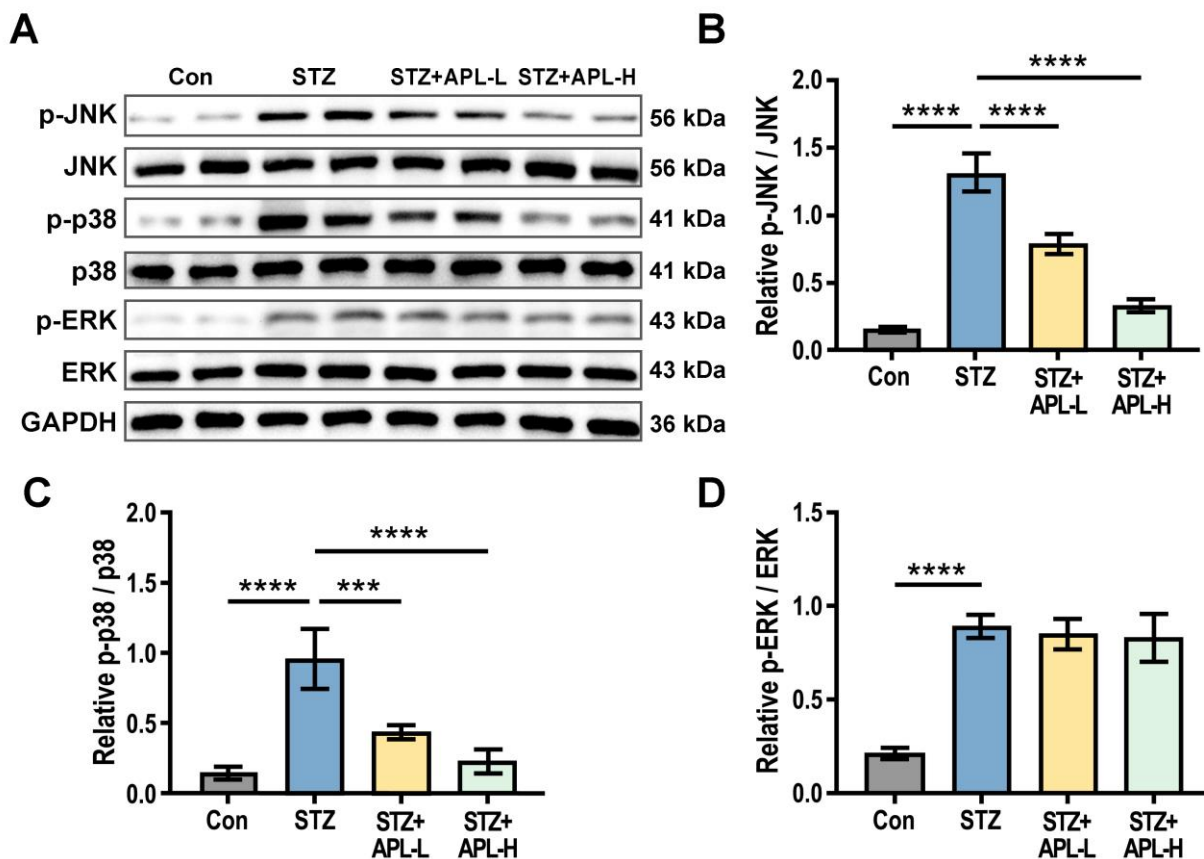 A
Con STZ STZ+APL-L STZ+APL-H
p-JNK 56 kDa
JNK 56 kDa
p-p38 41 kDa
p38 41 kDa
p-ERK 43 kDa
ERK 43 kDa
GAPDH 36 kDa
B
Relative p-JNK / JNK
2.0
1.5
1.0
0.5
0.0
****
**** ****
Con STZ STZ+ STZ+
APL-L APL-H
C
Relative p-p38 / p38
2.0
1.5
1.0
0.5
0.0
****
**** ***
Con STZ STZ+ STZ+
APL-L APL-H
D
Relative p-ERK / ERK
1.5
1.0
0.5
0.0
****
Con STZ STZ+ STZ+
APL-L APL-H